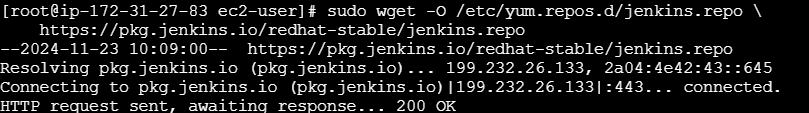 [root@ip-172-31-27-83 ec2-user]# sudo wget -O /etc/yum.repos.d/jenkins.repo \
    https://pkg.jenkins.io/redhat-stable/jenkins.repo
--2024-11-23 10:09:00--  https://pkg.jenkins.io/redhat-stable/jenkins.repo
Resolving pkg.jenkins.io (pkg.jenkins.io)... 199.232.26.133, 2a04:4e42:43::645
Connecting to pkg.jenkins.io (pkg.jenkins.io)|199.232.26.133|:443... connected.
HTTP request sent, awaiting response... 200 OK